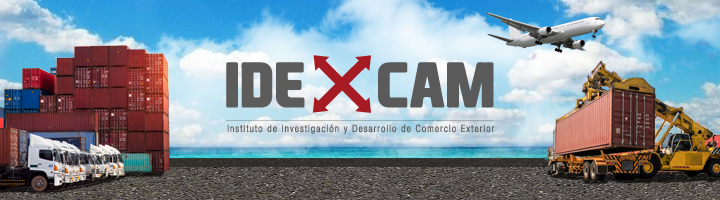 IDEXCAM
Instituto de Investigación y Desarrollo de Comercio Exterior